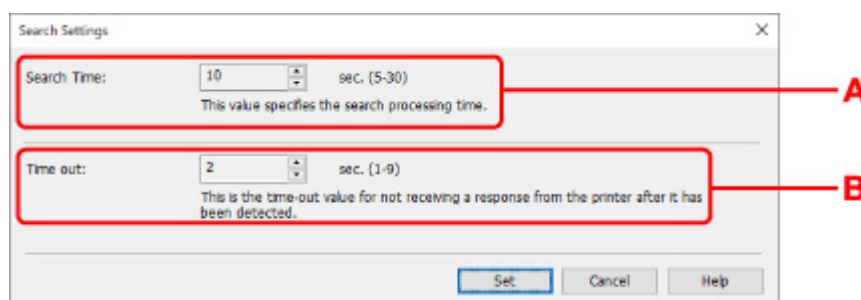 Search Settings
Search Time: 10 sec. (5-30)
This value specifies the search processing time.
A
Time out: 2 sec. (1-9)
This is the time-out value for not receiving a response from the printer after it has
been detected.
B
Set Cancel Help